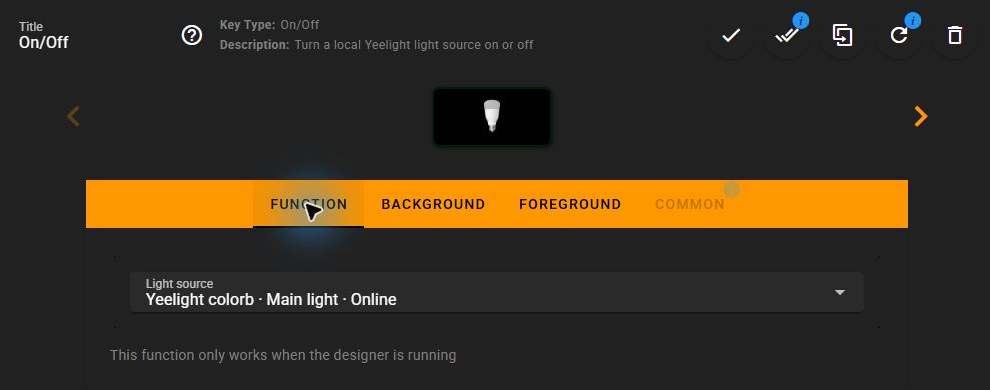 Title
On/Off
Key Type: On/Off
Description: Turn a local Yeelight light source on or off
i
i
FUNCTION
BACKGROUND
FOREGROUND
COMMON
i
Light source
Yeelight colorb · Main light · Online
This function only works when the designer is running